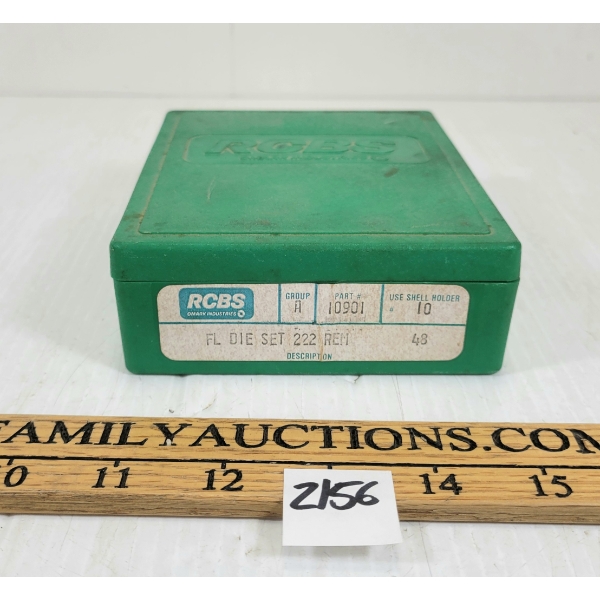 RCBS
RCBS
OMARK INDUSTRIES
GROUP
A
PART #
10901
USE SHELL HOLDER
10
FL DIE SET 222 REM 48
DESCRIPTION
FAMILYAUCTIONS.COM
10 11 12 14 15
2156